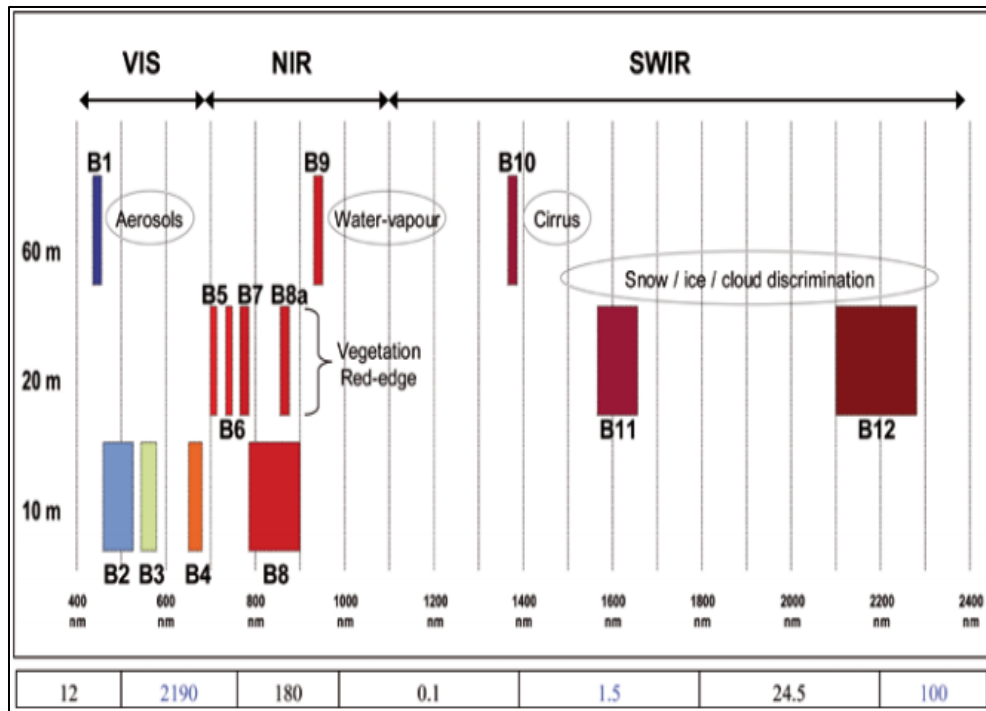 VIS NIR SWIR
B1 B9 B10
Aerosols Water-vapour Cirrus
60 m
Snow / ice / cloud discrimination
B5 B7 B8a
Vegetation
Red-edge
20 m
B6 B11 B12
10 m
B2 B3 B4 B8
400 600 800 1000 1200 1400 1600 1800 2000 2200 2400
nm nm nm nm nm nm nm nm nm nm nm
12 2190 180 0.1 1.5 24.5 100